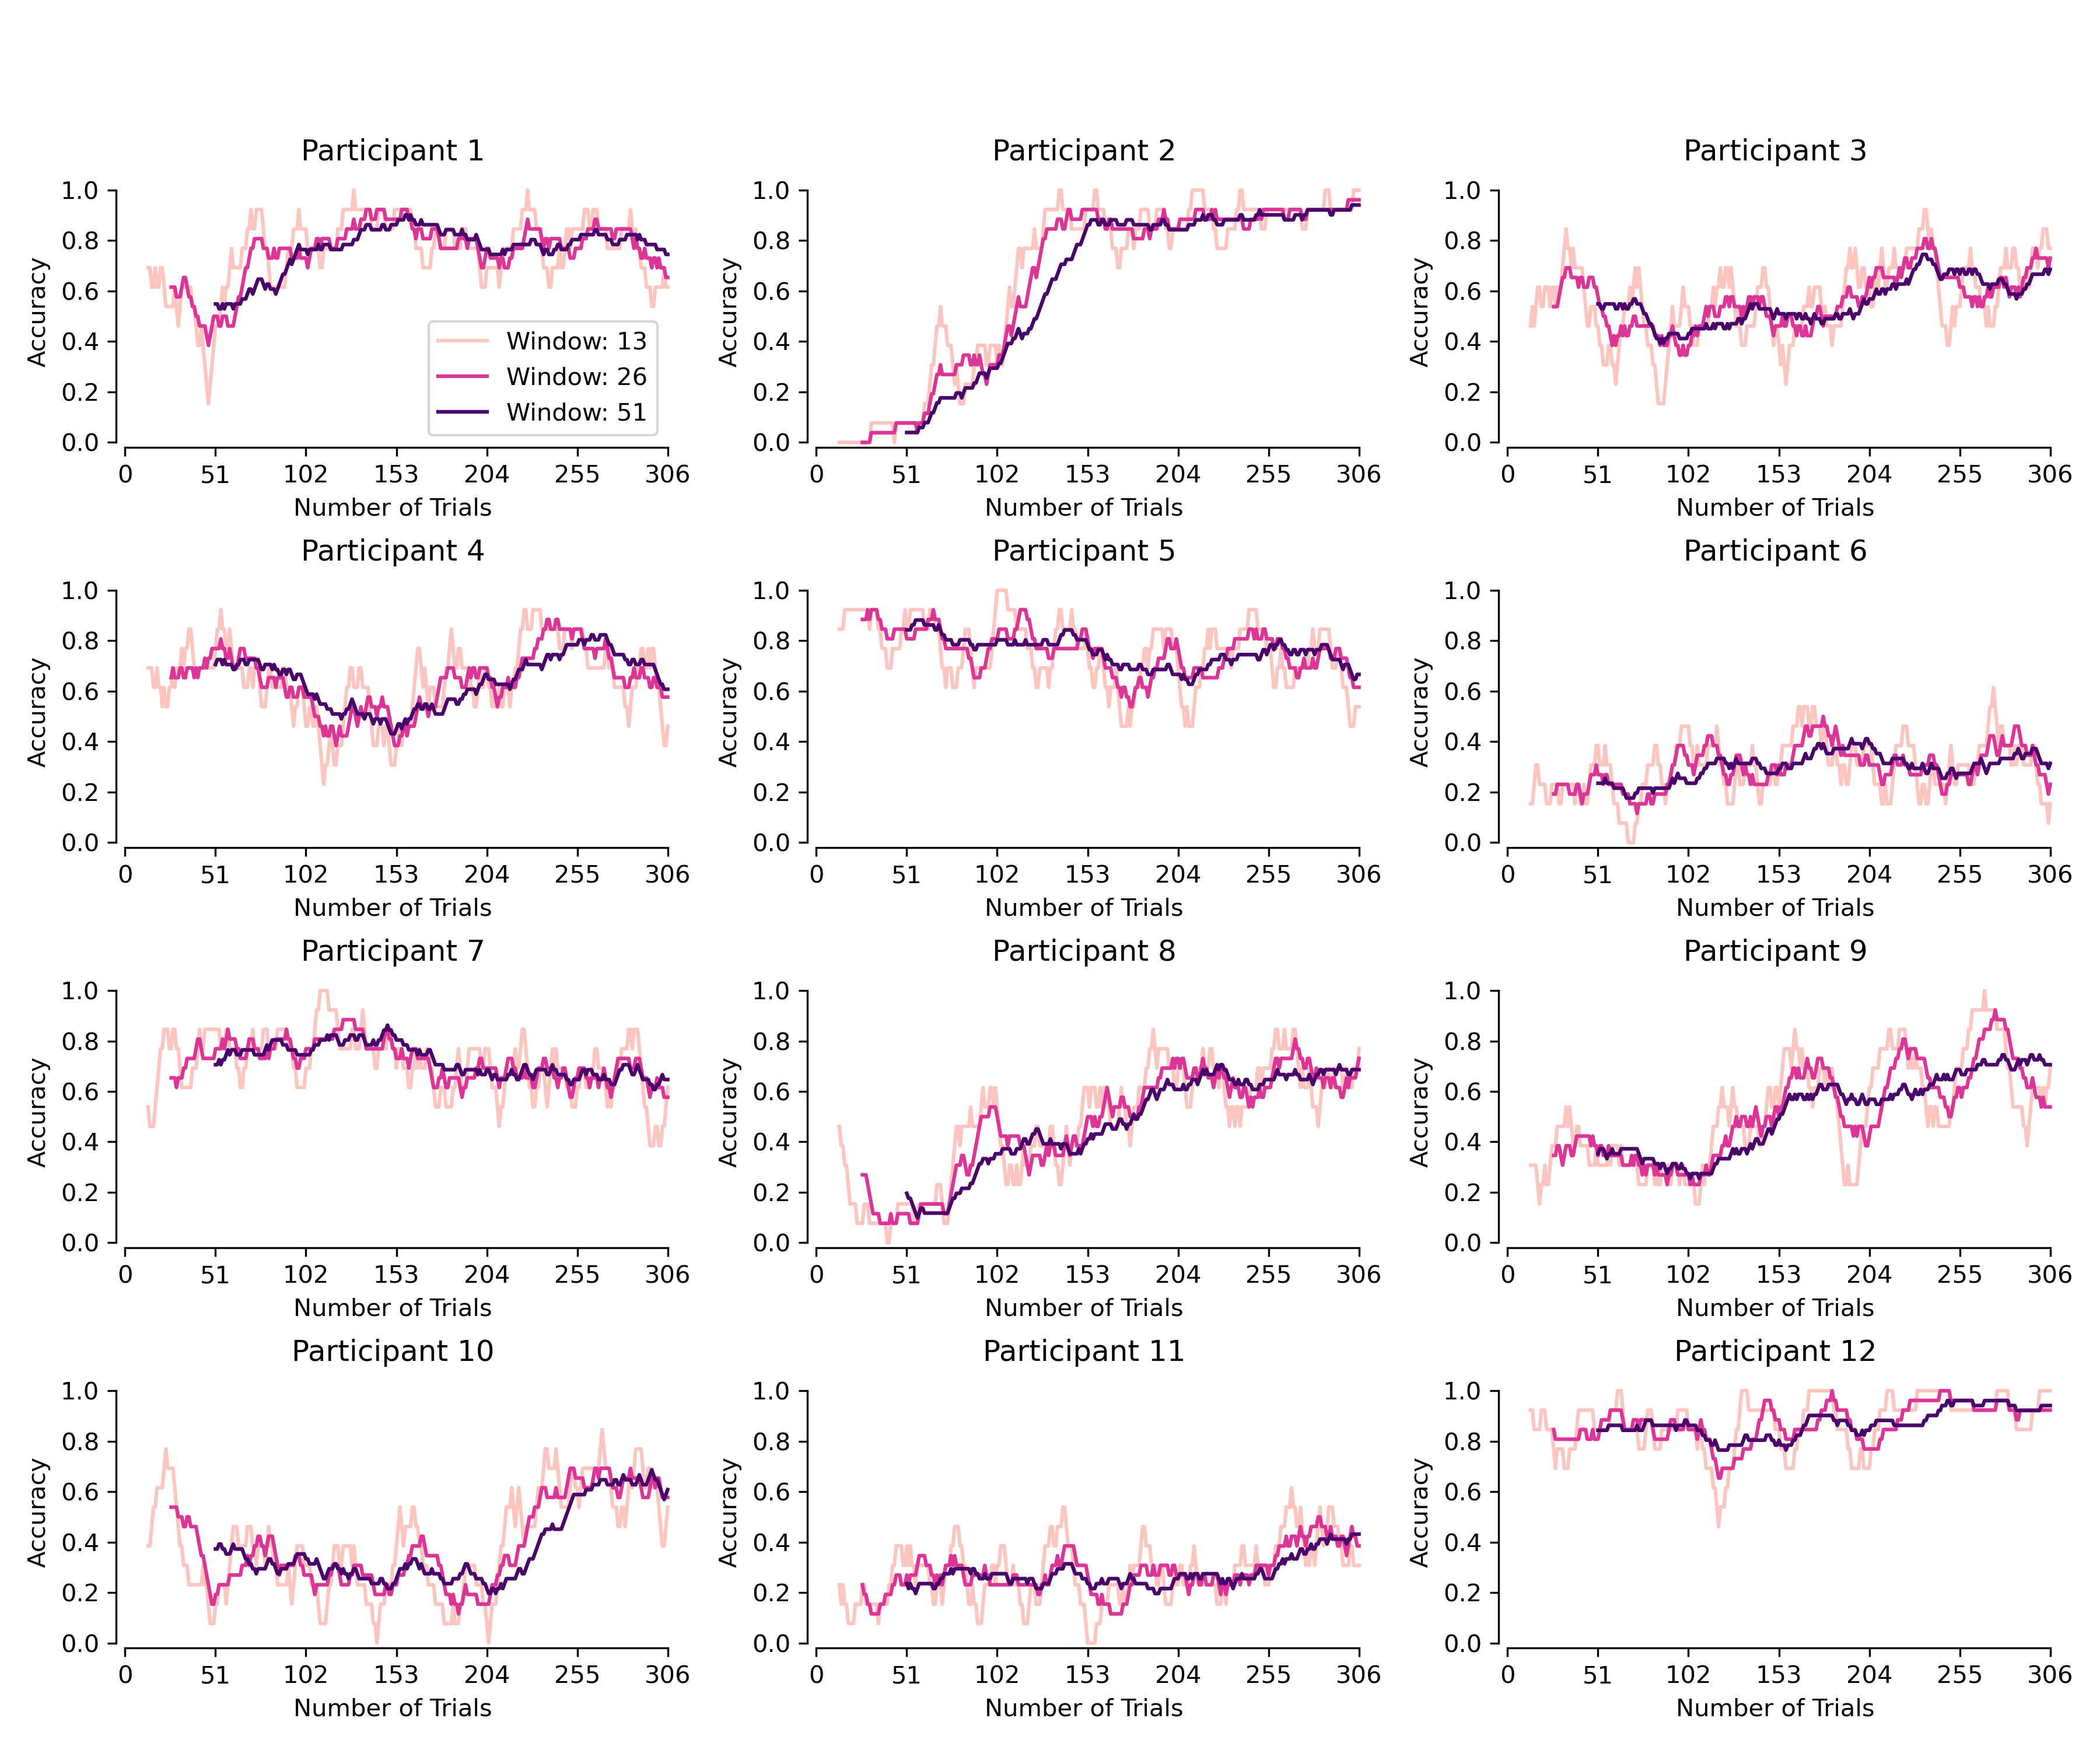 Participant 1
Participant 2
Participant 3
1.0
0.8
0.6
0.4
0.2
0.0
Accuracy
Window: 13
Window: 26
Window: 51
0 51 102 153 204 255 306
Number of Trials
1.0
0.8
0.6
0.4
0.2
0.0
Accuracy
0 51 102 153 204 255 306
Number of Trials
1.0
0.8
0.6
0.4
0.2
0.0
Accuracy
0 51 102 153 204 255 306
Number of Trials
Participant 4
Participant 5
Participant 6
1.0
0.8
0.6
0.4
0.2
0.0
Accuracy
0 51 102 153 204 255 306
Number of Trials
1.0
0.8
0.6
0.4
0.2
0.0
Accuracy
0 51 102 153 204 255 306
Number of Trials
1.0
0.8
0.6
0.4
0.2
0.0
Accuracy
0 51 102 153 204 255 306
Number of Trials
Participant 7
Participant 8
Participant 9
1.0
0.8
0.6
0.4
0.2
0.0
Accuracy
0 51 102 153 204 255 306
Number of Trials
1.0
0.8
0.6
0.4
0.2
0.0
Accuracy
0 51 102 153 204 255 306
Number of Trials
1.0
0.8
0.6
0.4
0.2
0.0
Accuracy
0 51 102 153 204 255 306
Number of Trials
Participant 10
Participant 11
Participant 12
1.0
0.8
0.6
0.4
0.2
0.0
Accuracy
0 51 102 153 204 255 306
Number of Trials
1.0
0.8
0.6
0.4
0.2
0.0
Accuracy
0 51 102 153 204 255 306
Number of Trials
1.0
0.8
0.6
0.4
0.2
0.0
Accuracy
0 51 102 153 204 255 306
Number of Trials